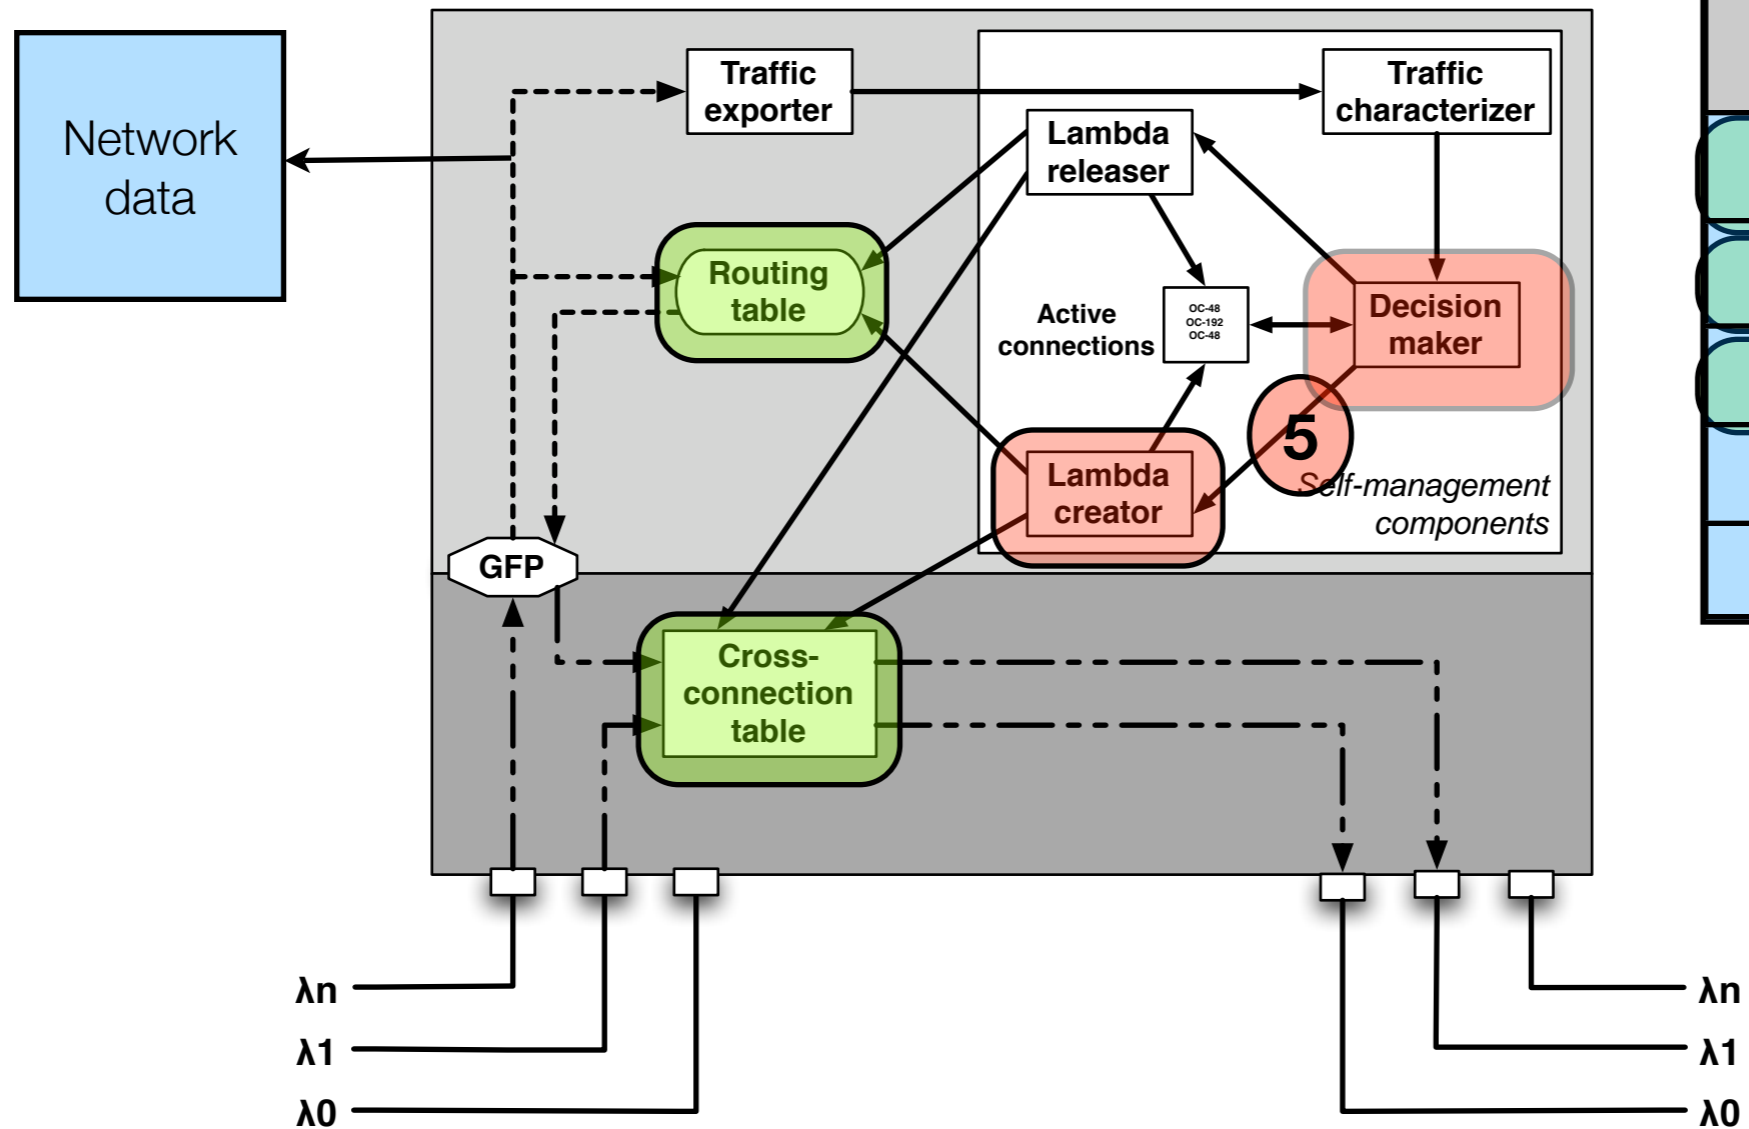 Network
data
Traffic
exporter
Traffic
characterizer
Lambda
releaser
Routing
table
Active
connections
OC-48
OC-192
OC-48
Decision
maker
5
Lambda
creator
Self-management
components
GFP
Cross-
connection
table
λn
λ1
λ0
λn
λ1
λ0